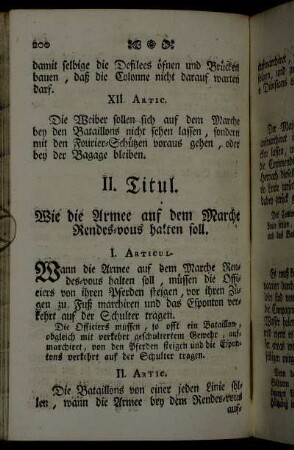 200
damit selbige die Defileen öfnen und Brücken
bauen, daß die Colonne nicht darauf warten
darf.
XII. Artic.
Die Weiber sollen sich auf dem Marche
bey den Bataillons nicht sehen lassen, sondern
mit den Fourier-Schützen voraus gehen, oder
bey der Bagage bleiben.
II. Titul.
Wie die Armee auf dem Marche
Rendes-vous halten soll.
I. Articul.
Wann die Armee auf dem Marche Ren-
des-vous halten soll, müssen die Offi-
ciers von ihren Pferden steigen, vor ihren Zü-
gen zu Fuß marchiren und das Esponton ver-
kehrt auf der Schulter tragen.
Die Officiers müssen, so offt ein Bataillon,
obgleich mit verkehrt geschultertem Gewehr, auf-
marchiret, von den Pferden steigen und die Espon-
tons verkehrt auf der Schulter tragen.
II. Artic.
Die Bataillons von einer jeden Linie sol-
len, wann die Armee bey dem Rendes-vous
auf-